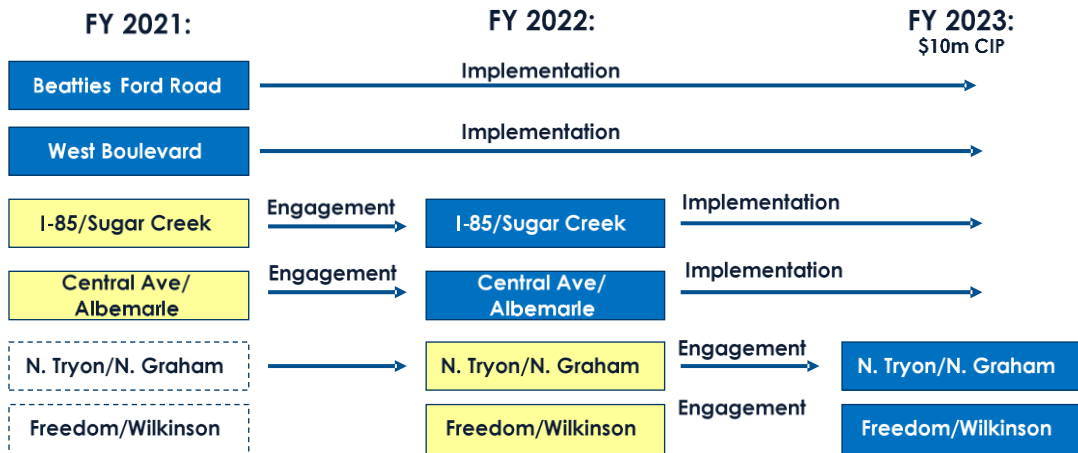 FY 2021:
FY 2022:
FY 2023:
$10m CIP
Beatties Ford Road
Implementation
West Boulevard
Implementation
I-85/Sugar Creek
Engagement
I-85/Sugar Creek
Implementation
Central Ave/
Albemarle
Engagement
Central Ave/
Albemarle
Implementation
N. Tryon/N. Graham
N. Tryon/N. Graham
Engagement
N. Tryon/N. Graham
Freedom/Wilkinson
Freedom/Wilkinson
Engagement
Freedom/Wilkinson